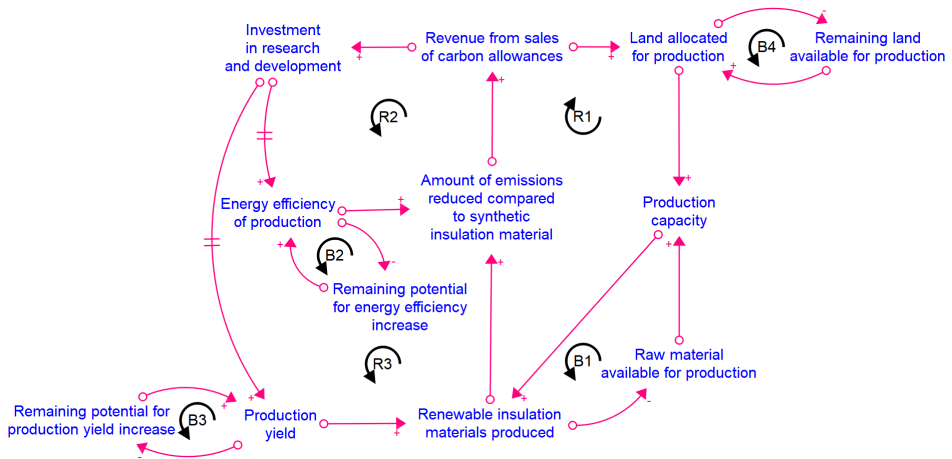 Investment
in research
and development
Revenue from sales
of carbon allowances
Land allocated
for production
Remaining land
available for production
B4
R2
R1
+
+
-
+
+
+
+
Energy efficiency
of production
Amount of emissions
reduced compared
to synthetic
insulation material
Production
capacity
+
+
B2
-
+
+
+
Remaining potential
for energy efficiency
increase
R3
B1
Raw material
available for production
-
+
+
+
Remaining potential for
production yield increase
B3
Production
yield
Renewable insulation
materials produced
+